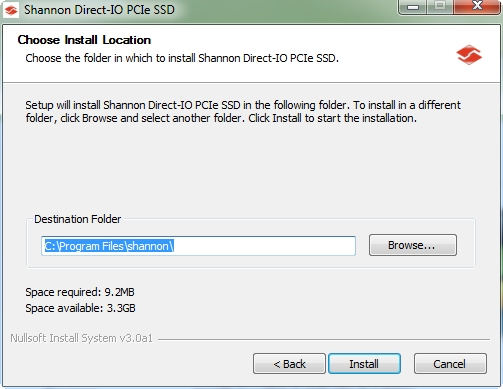 Shannon Direct-IO PCIe SSD
Choose Install Location
Choose the folder in which to install Shannon Direct-IO PCIe SSD.
Setup will install Shannon Direct-IO PCIe SSD in the following folder. To install in a different
folder, click Browse and select another folder. Click Install to start the installation.
Destination Folder
C:\Program Files\shannon\
Browse...
Space required: 9.2MB
Space available: 3.3GB
Nullsoft Install System v3.0a1
< Back
Install
Cancel